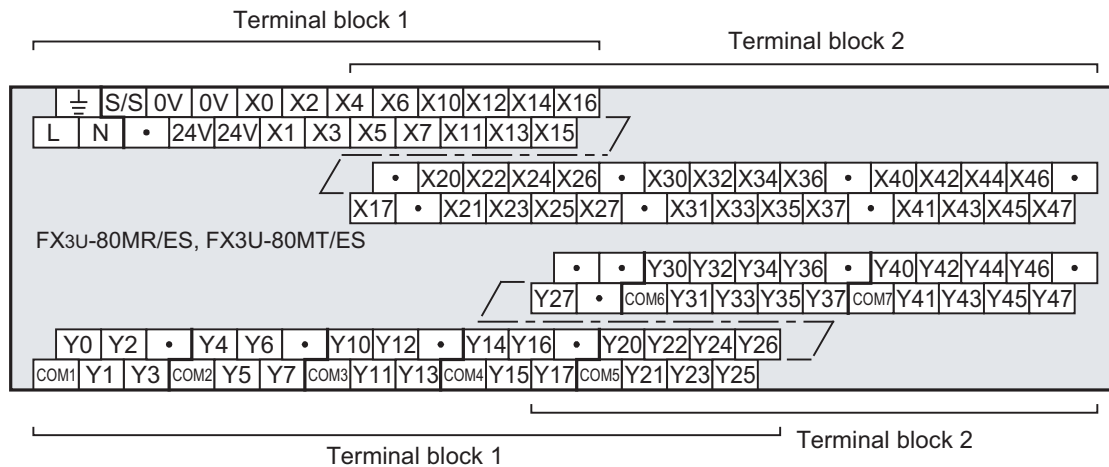 Terminal block 1
Terminal block 2
S/S 0V 0V X0 X2 X4 X6 X10 X12 X14 X16
L N • 24V 24V X1 X3 X5 X7 X11 X13 X15
• X20 X22 X24 X26 • X30 X32 X34 X36 • X40 X42 X44 X46 •
X17 • X21 X23 X25 X27 • X31 X33 X35 X37 • X41 X43 X45 X47
FX3U-80MR/ES, FX3U-80MT/ES
• • Y30 Y32 Y34 Y36 • Y40 Y42 Y44 Y46 •
Y27 • COM6 Y31 Y33 Y35 Y37 COM7 Y41 Y43 Y45 Y47
Y0 Y2 • Y4 Y6 • Y10 Y12 • Y14 Y16 • Y20 Y22 Y24 Y26
COM1 Y1 Y3 COM2 Y5 Y7 COM3 Y11 Y13 COM4 Y15 Y17 COM5 Y21 Y23 Y25
Terminal block 2
Terminal block 1